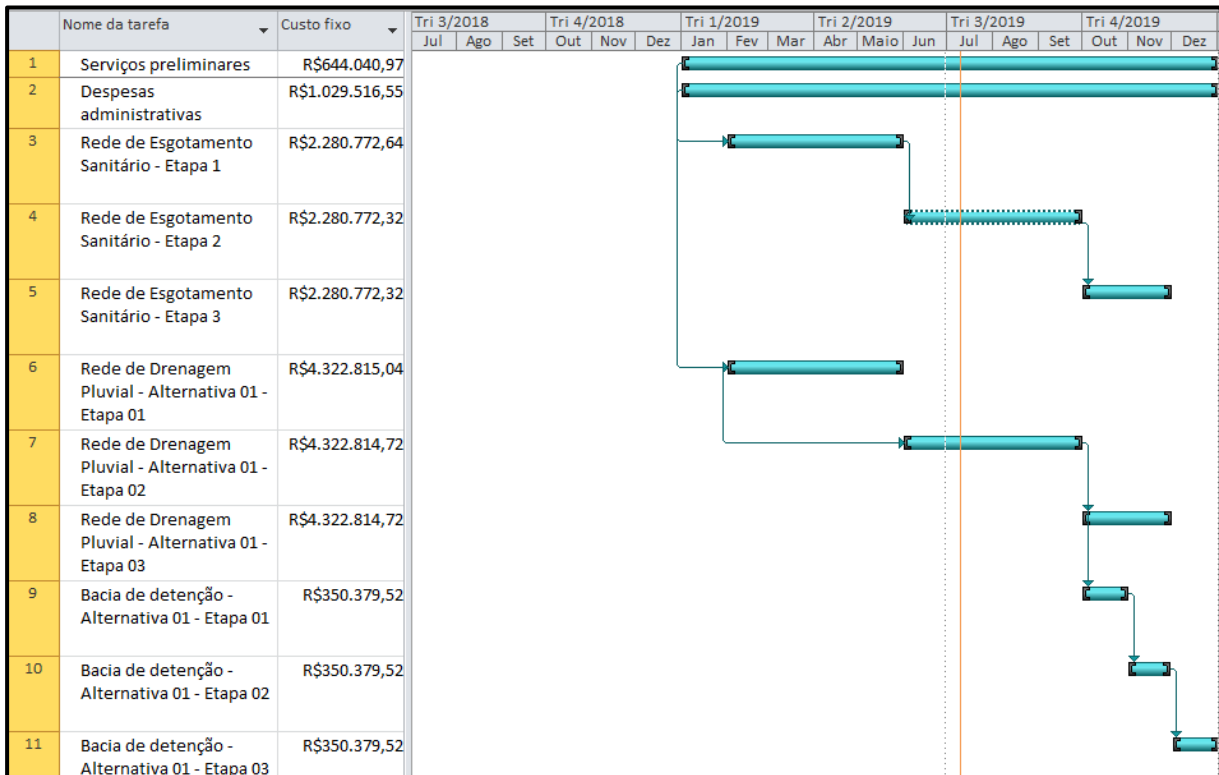 Nome da tarefa Custo fixo Tri 3/2018 Tri 4/2018 Tri 1/2019 Tri 2/2019 Tri 3/2019 Tri 4/2019
Jul Ago Set Out Nov Dez Jan Fev Mar Abr Maio Jun Jul Ago Set Out Nov Dez
1 Serviços preliminares R$644.040,97
2 Despesas R$1.029.516,55
administrativas
3 Rede de Esgotamento R$2.280.772,64
Sanitário - Etapa 1
4 Rede de Esgotamento R$2.280.772,32
Sanitário - Etapa 2
5 Rede de Esgotamento R$2.280.772,32
Sanitário - Etapa 3
6 Rede de Drenagem R$4.322.815,04
Pluvial - Alternativa 01 -
Etapa 01
7 Rede de Drenagem R$4.322.814,72
Pluvial - Alternativa 01 -
Etapa 02
8 Rede de Drenagem R$4.322.814,72
Pluvial - Alternativa 01 -
Etapa 03
9 Bacia de detenção - R$350.379,52
Alternativa 01 - Etapa 01
10 Bacia de detenção - R$350.379,52
Alternativa 01 - Etapa 02
11 Bacia de detenção - R$350.379,52
Alternativa 01 - Etapa 03